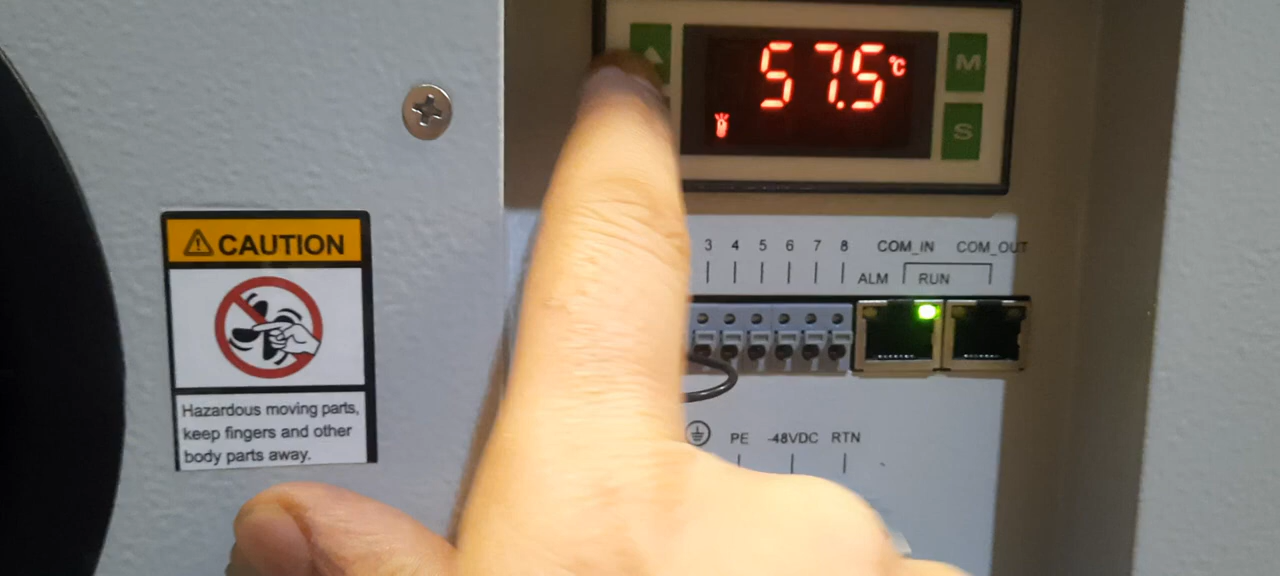 57.5 °C
M
S
CAUTION
Hazardous moving parts,
keep fingers and other
body parts away.
3 4 5 6 7 8 COM_IN COM_OUT
ALM RUN
PE -48VDC RTN